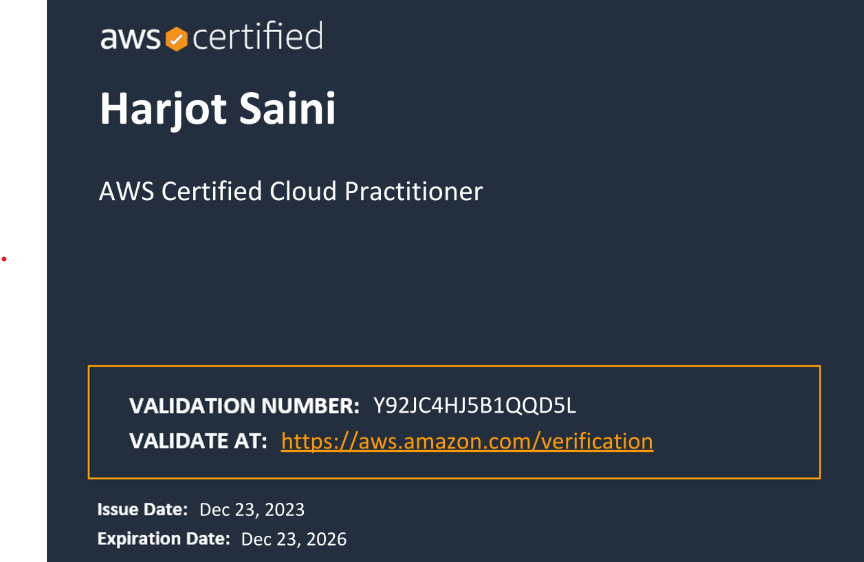 aws certified
Harjot Saini
AWS Certified Cloud Practitioner
VALIDATION NUMBER: Y92JC4HJ5B1QQD5L
VALIDATE AT: https://aws.amazon.com/verification
Issue Date: Dec 23, 2023
Expiration Date: Dec 23, 2026